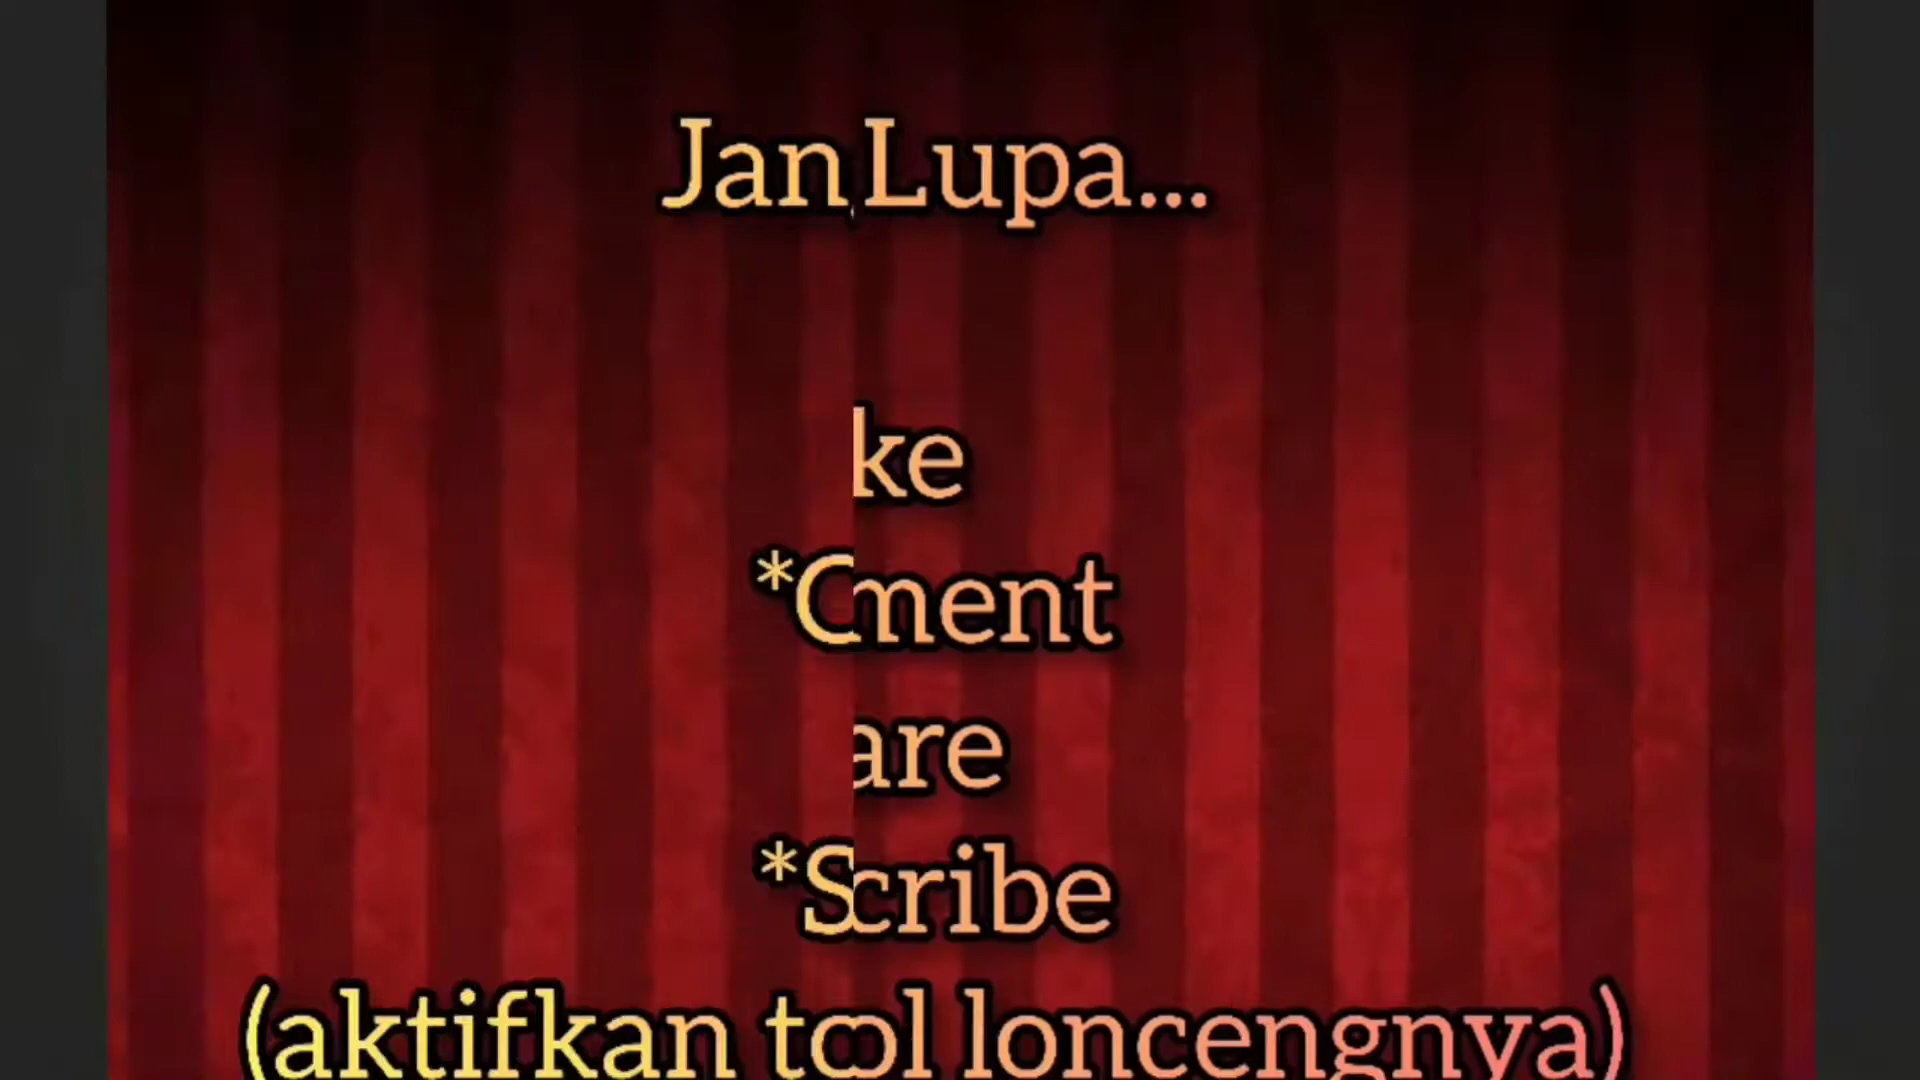 Jan Lupa...
ke
*Cment
are
*Scribe
(aktifkan tool loncengnya)